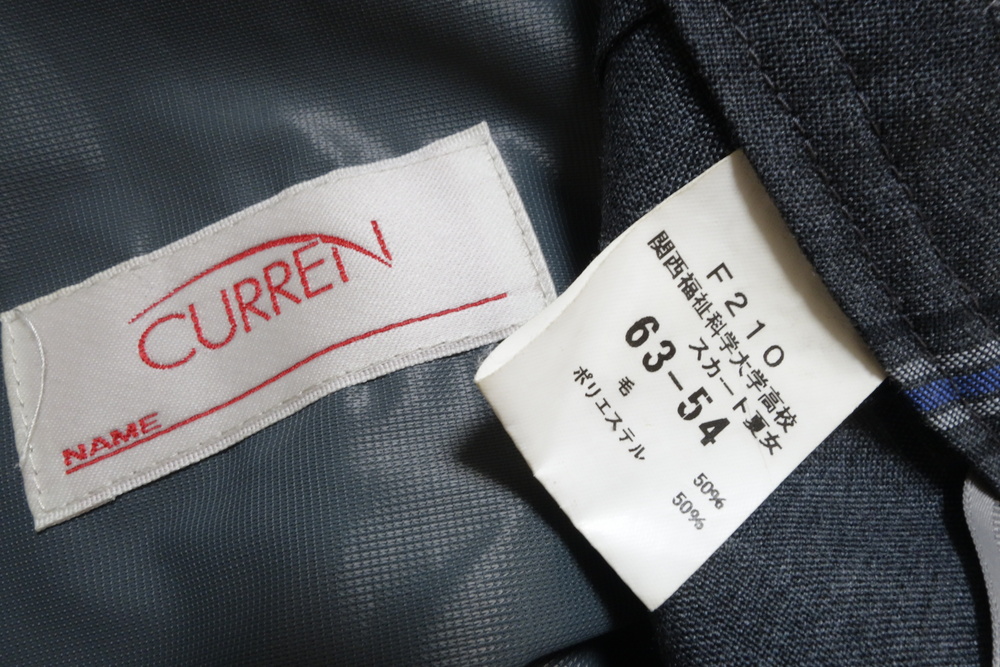 CURREN
NAME
F210
関西福祉科学大学高校
スカート夏女
63-54
毛 50%
ポリエステル 50%